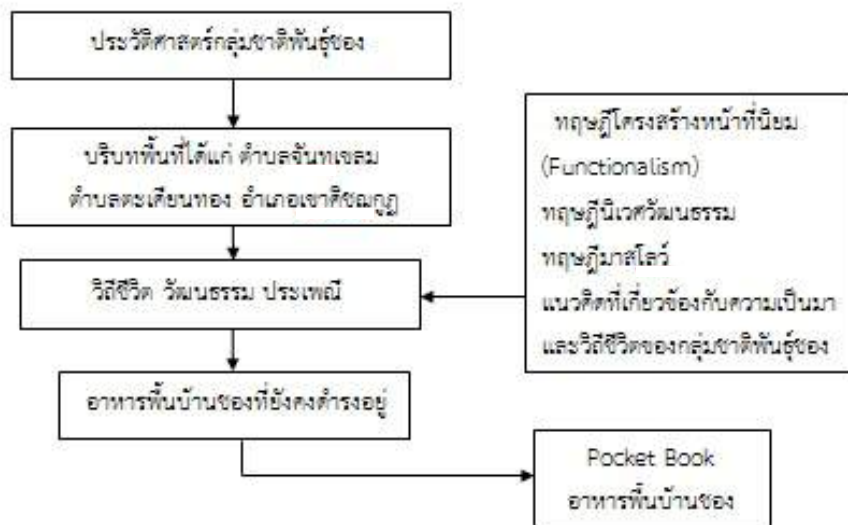 ประวัติศาสตร์กลุ่มชาติพันธุ์ชอง
บริบทพื้นที่ได้แก่ ตำบลจันทเขลม
ตำบลตะเคียนทอง อำเภอเขาคิชฌกูฏ
วิถีชีวิต วัฒนธรรม ประเพณี
อาหารพื้นบ้านชองที่ยังคงดำรงอยู่
ทฤษฎีโครงสร้างหน้าที่นิยม
(Functionalism)
ทฤษฎีนิเวศวัฒนธรรม
ทฤษฎีมาสโลว์
แนวคิดที่เกี่ยวข้องกับความเป็นมา
และวิถีชีวิตของกลุ่มชาติพันธุ์ชอง
Pocket Book
อาหารพื้นบ้านชอง